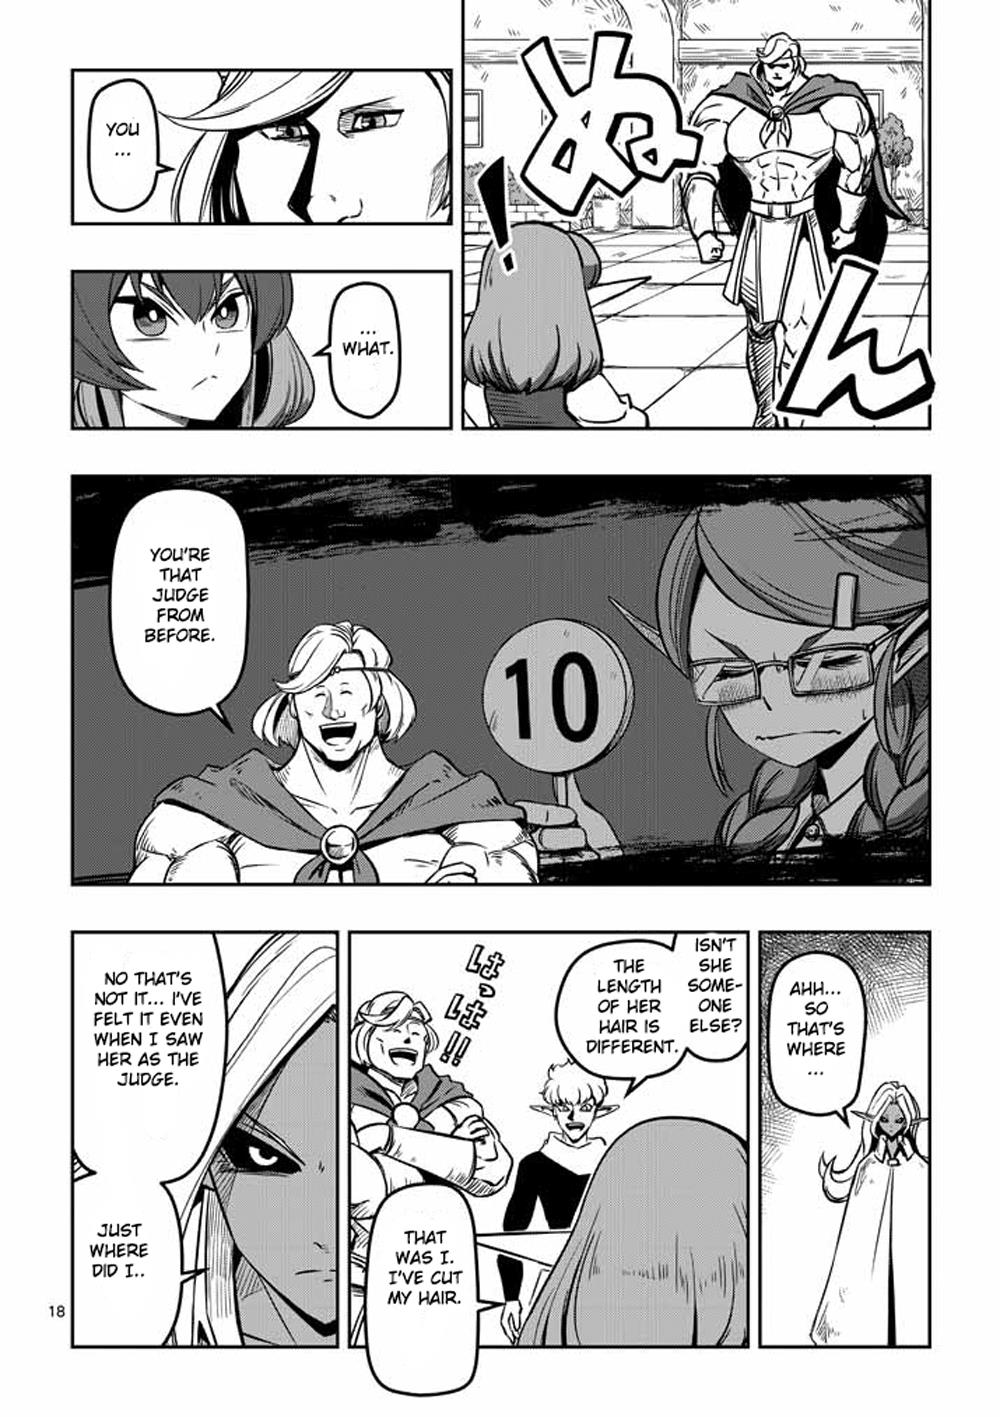 ぬぅ
ん
!
YOU
...
...
WHAT.
YOU'RE
THAT
JUDGE
FROM
BEFORE.
10
AHH...
SO
THAT'S
WHERE
...
ISN'T
SHE
SOME-
ONE
ELSE?
THE
LENGTH
OF HER
HAIR IS
DIFFERENT.
はっはは!!
THAT
WAS I.
I'VE CUT
MY HAIR.
NO THAT'S
NOT IT... I'VE
FELT IT EVEN
WHEN I SAW
HER AS THE
JUDGE.
JUST
WHERE
DID I..
18